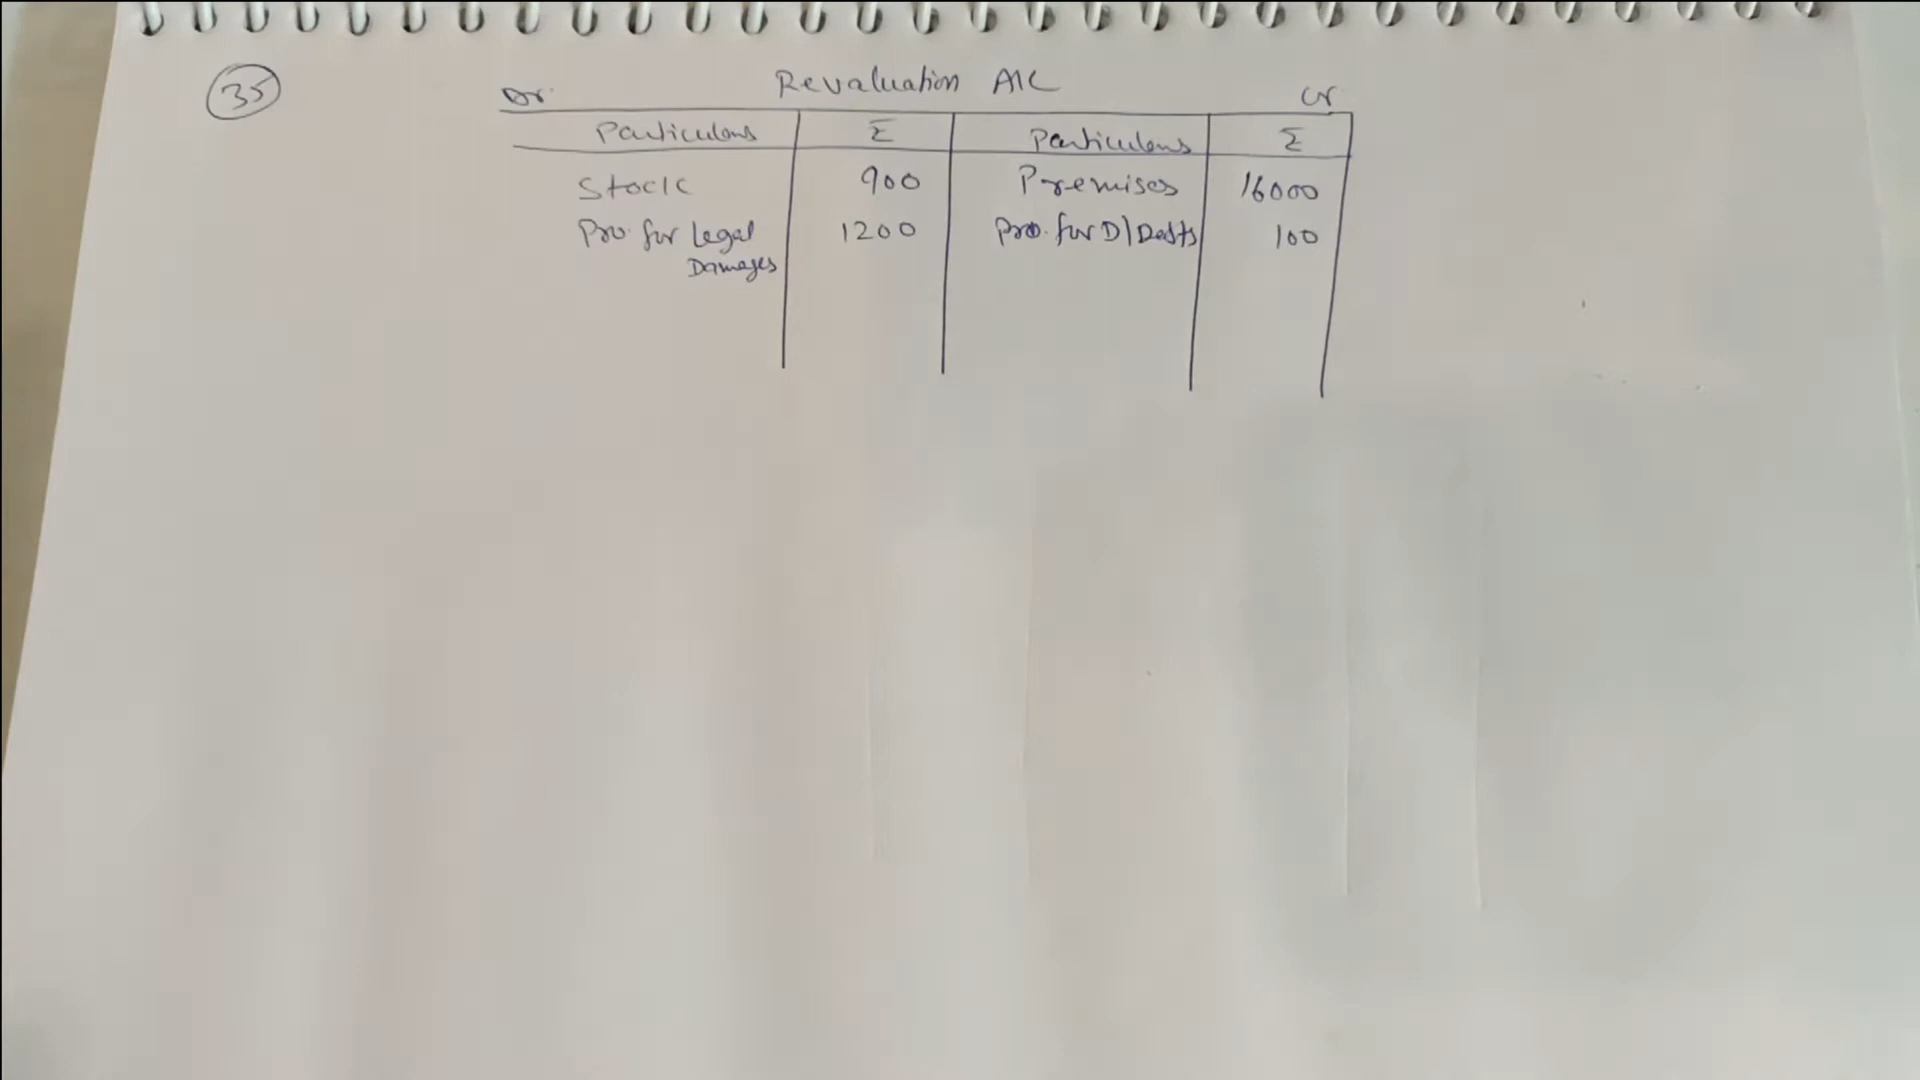 35
Revaluation A/C
Dr. Cr
Particulars ₹ Particulars ₹
Stock 900 Premises 16000
Pro. for Legal 1200 Pro. for D/Debts 100
Damages